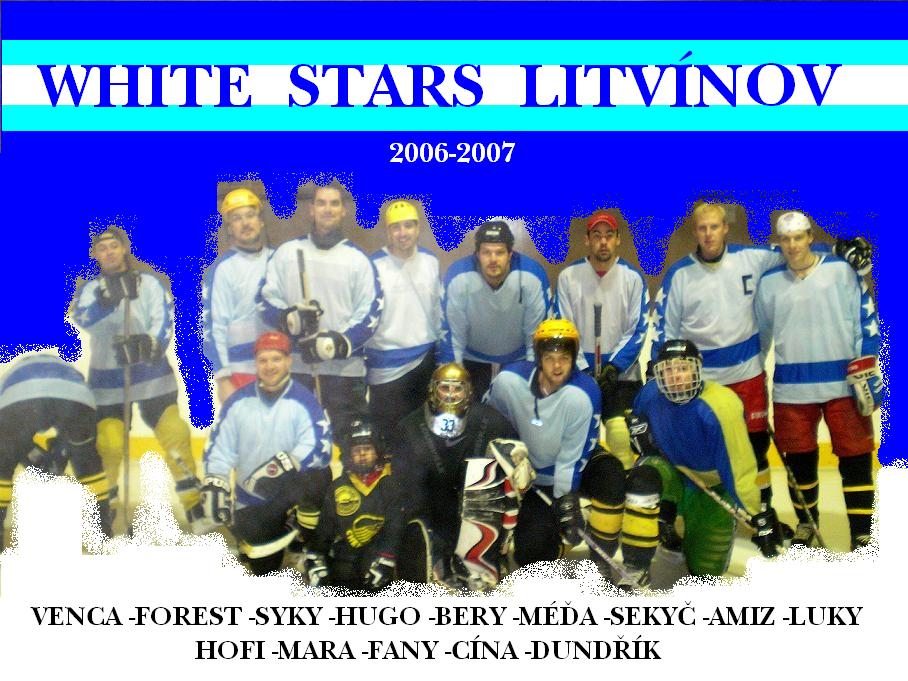 WHITE STARS LITVÍNOV
2006-2007
C
33
VENCA -FOREST -SYKY -HUGO -BERY -MÉĎA -SEKYČ -AMIZ -LUKY
HOFI -MARA -FANY -CÍNA -DUNDŘÍK